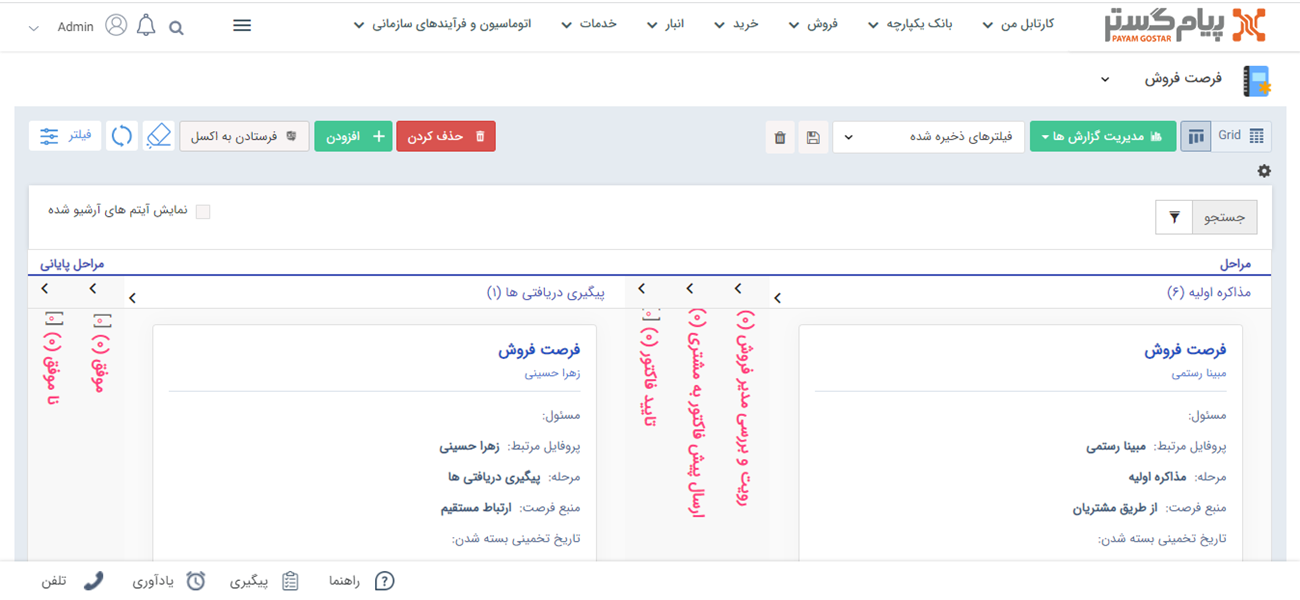 پیام گستر
PAYAM GOSTAR
کارتابل من
بانک یکپارچه
فروش
خرید
انبار
خدمات
اتوماسیون و فرآیندهای سازمانی
Admin
فرصت فروش
Grid
مدیریت گزارش ها
فیلترهای ذخیره شده
حذف کردن
افزودن
فرستادن به اکسل
فیلتر
جستجو
نمایش آیتم های آرشیو شده
مراحل
مراحل پایانی
مذاکره اولیه (۶)
رویت و بررسی مدیر فروش (۰)
ارسال پیش فاکتور به مشتری (۰)
تایید فاکتور (۰) [۰]
پیگیری دریافتی ها (۱)
موفق (۰) [۰]
نا موفق (۰) [۰]
فرصت فروش
مبینا رستمی
مسئول:
پروفایل مرتبط: مبینا رستمی
مرحله: مذاکره اولیه
منبع فرصت: از طریق مشتریان
تاریخ تخمینی بسته شدن:
فرصت فروش
زهرا حسینی
مسئول:
پروفایل مرتبط: زهرا حسینی
مرحله: پیگیری دریافتی ها
منبع فرصت: ارتباط مستقیم
تاریخ تخمینی بسته شدن:
راهنما
پیگیری
یادآوری
تلفن